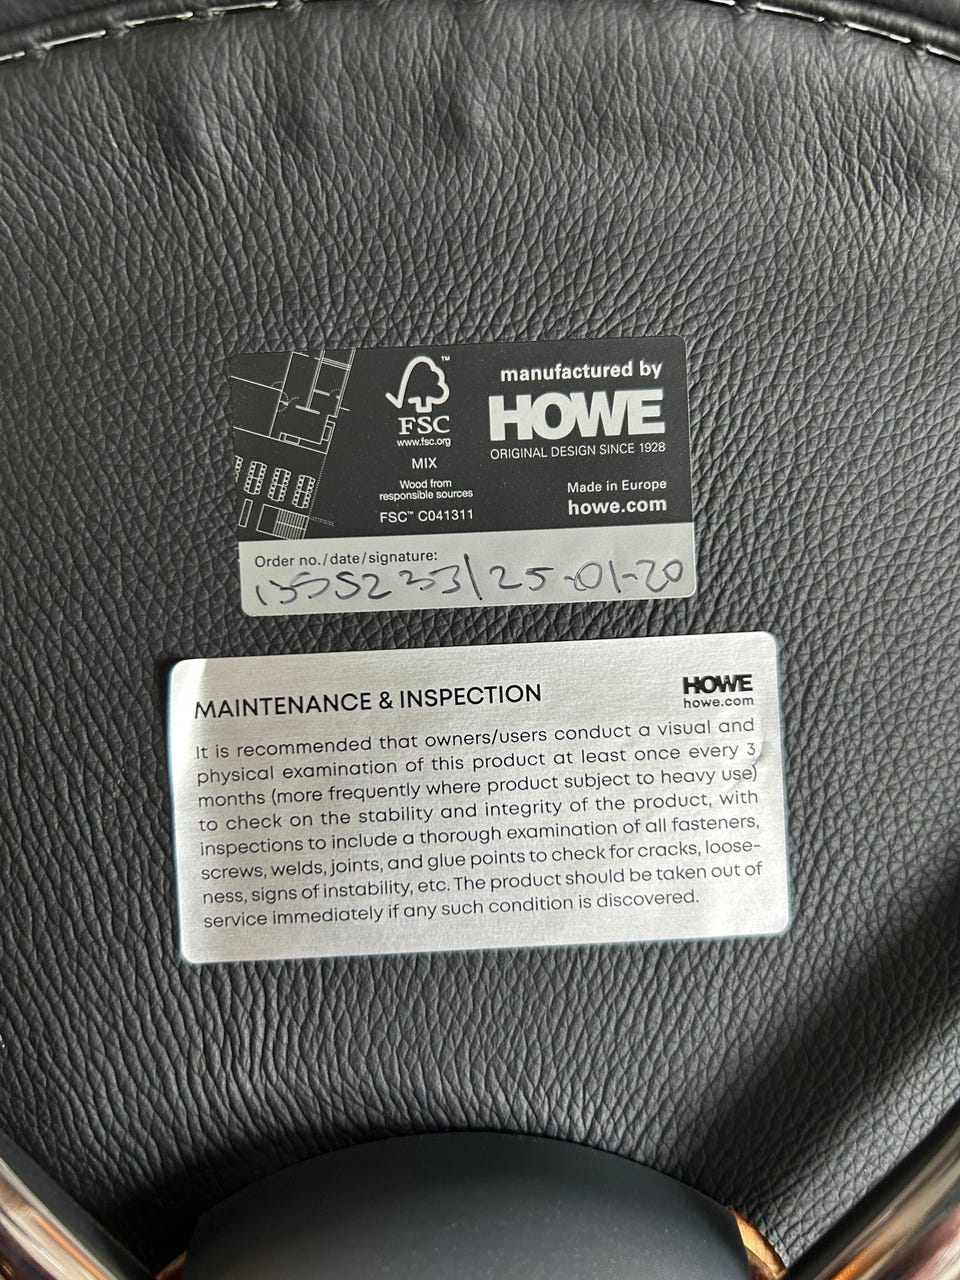 FSC™
www.fsc.org
MIX
Wood from
responsible sources
FSC™ C041311
manufactured by
HOWE
ORIGINAL DESIGN SINCE 1928
Made in Europe
howe.com
Order no./date/signature:
1355233/25-01-20
MAINTENANCE & INSPECTION
HOWE
howe.com
It is recommended that owners/users conduct a visual and
physical examination of this product at least once every 3
months (more frequently where product subject to heavy use)
to check on the stability and integrity of the product, with
inspections to include a thorough examination of all fasteners,
screws, welds, joints, and glue points to check for cracks, loose-
ness, signs of instability, etc. The product should be taken out of
service immediately if any such condition is discovered.